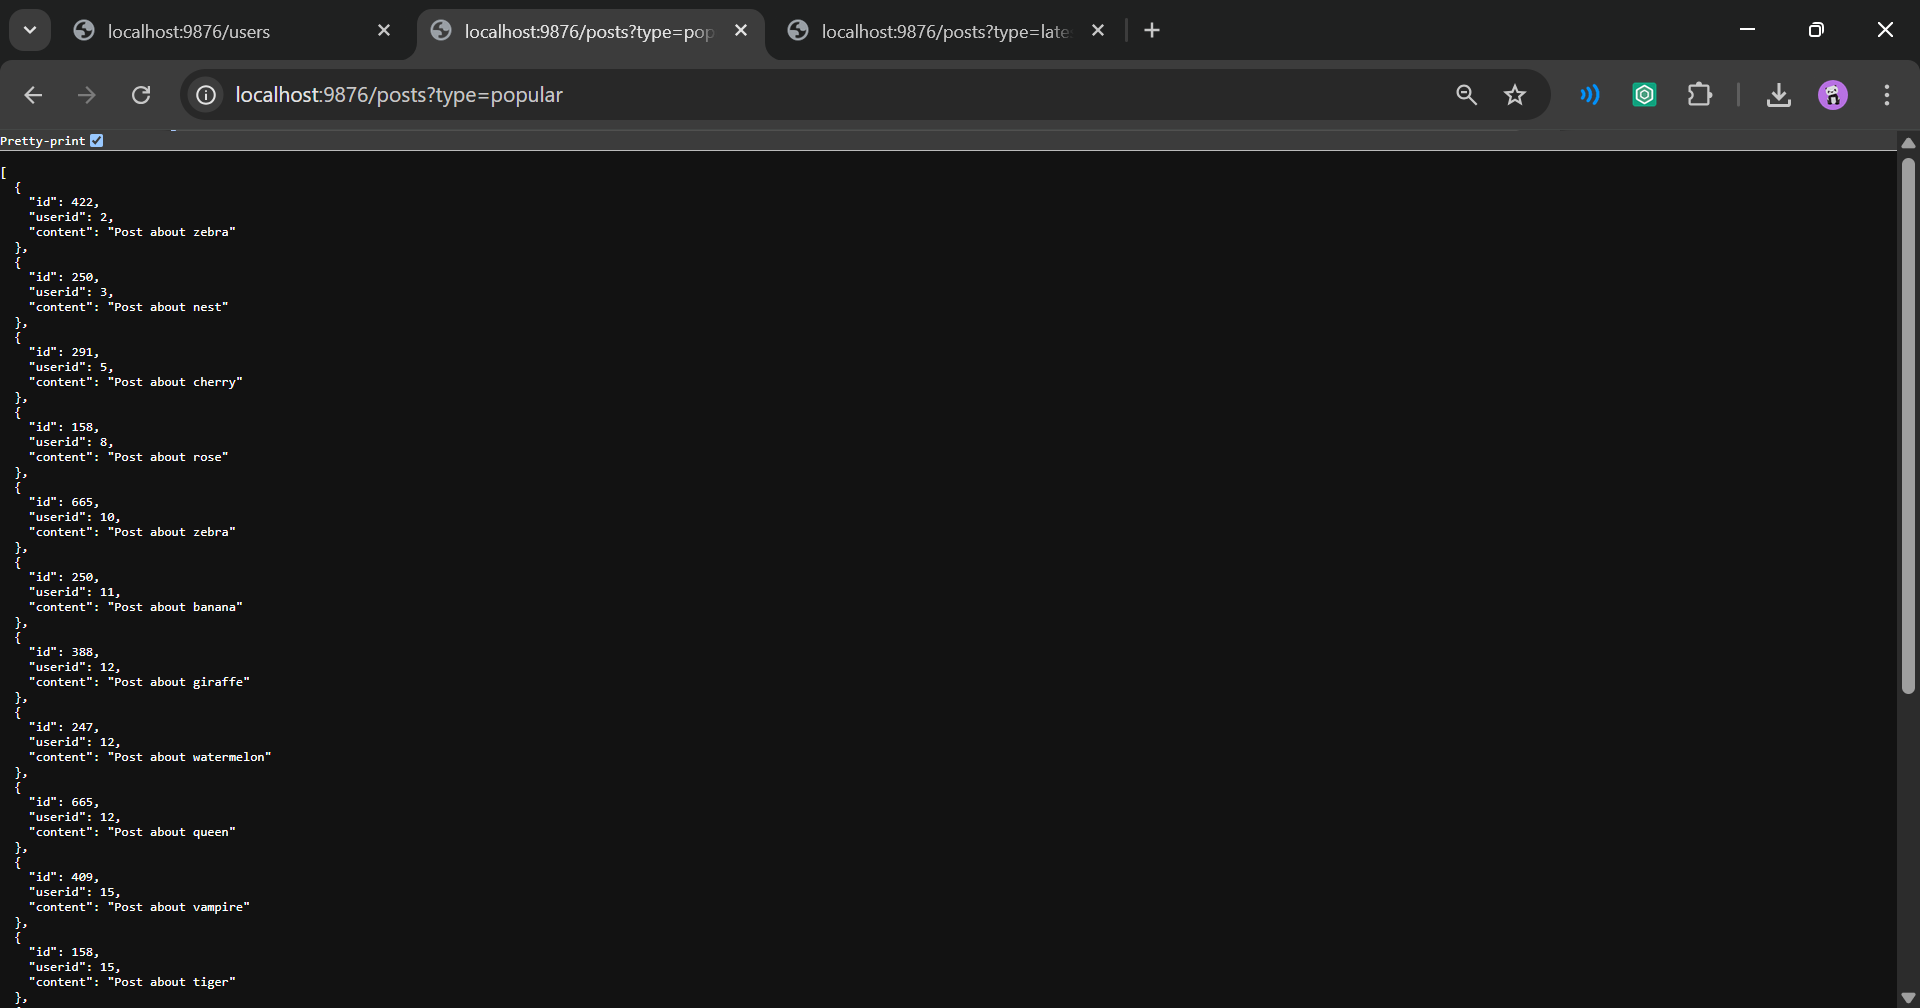 localhost:9876/users
localhost:9876/posts?type=pop
localhost:9876/posts?type=late
localhost:9876/posts?type=popular
Pretty-print
[
  {
    "id": 422,
    "userid": 2,
    "content": "Post about zebra"
  },
  {
    "id": 250,
    "userid": 3,
    "content": "Post about nest"
  },
  {
    "id": 291,
    "userid": 5,
    "content": "Post about cherry"
  },
  {
    "id": 158,
    "userid": 8,
    "content": "Post about rose"
  },
  {
    "id": 665,
    "userid": 10,
    "content": "Post about zebra"
  },
  {
    "id": 250,
    "userid": 11,
    "content": "Post about banana"
  },
  {
    "id": 388,
    "userid": 12,
    "content": "Post about giraffe"
  },
  {
    "id": 247,
    "userid": 12,
    "content": "Post about watermelon"
  },
  {
    "id": 665,
    "userid": 12,
    "content": "Post about queen"
  },
  {
    "id": 409,
    "userid": 15,
    "content": "Post about vampire"
  },
  {
    "id": 158,
    "userid": 15,
    "content": "Post about tiger"
  },